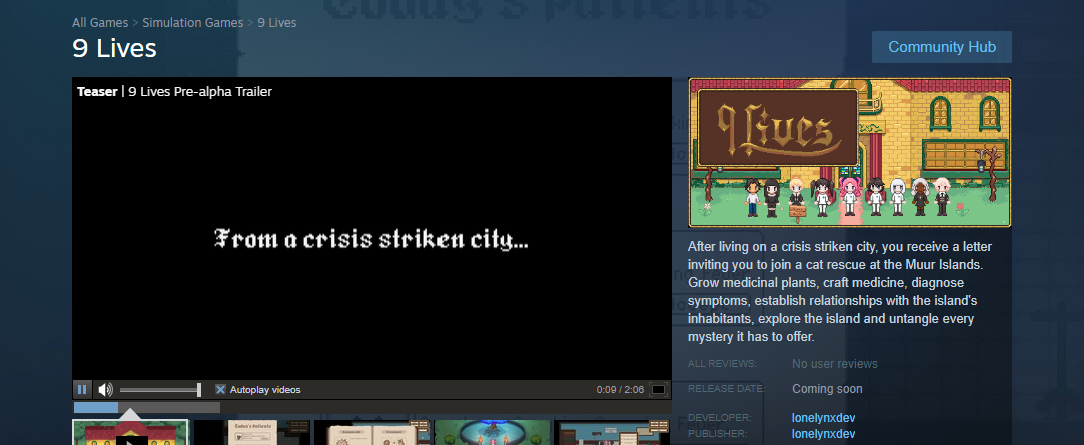 All Games > Simulation Games > 9 Lives
9 Lives
Community Hub
Teaser | 9 Lives Pre-alpha Trailer
From a crisis striken city...
Autoplay videos
0:09 / 2:06
9 Lives
After living on a crisis striken city, you receive a letter
inviting you to join a cat rescue at the Muur Islands.
Grow medicinal plants, craft medicine, diagnose
symptoms, establish relationships with the island's
inhabitants, explore the island and untangle every
mystery it has to offer.
ALL REVIEWS: No user reviews
RELEASE DATE: Coming soon
DEVELOPER: lonelynxdev
PUBLISHER: lonelynxdev